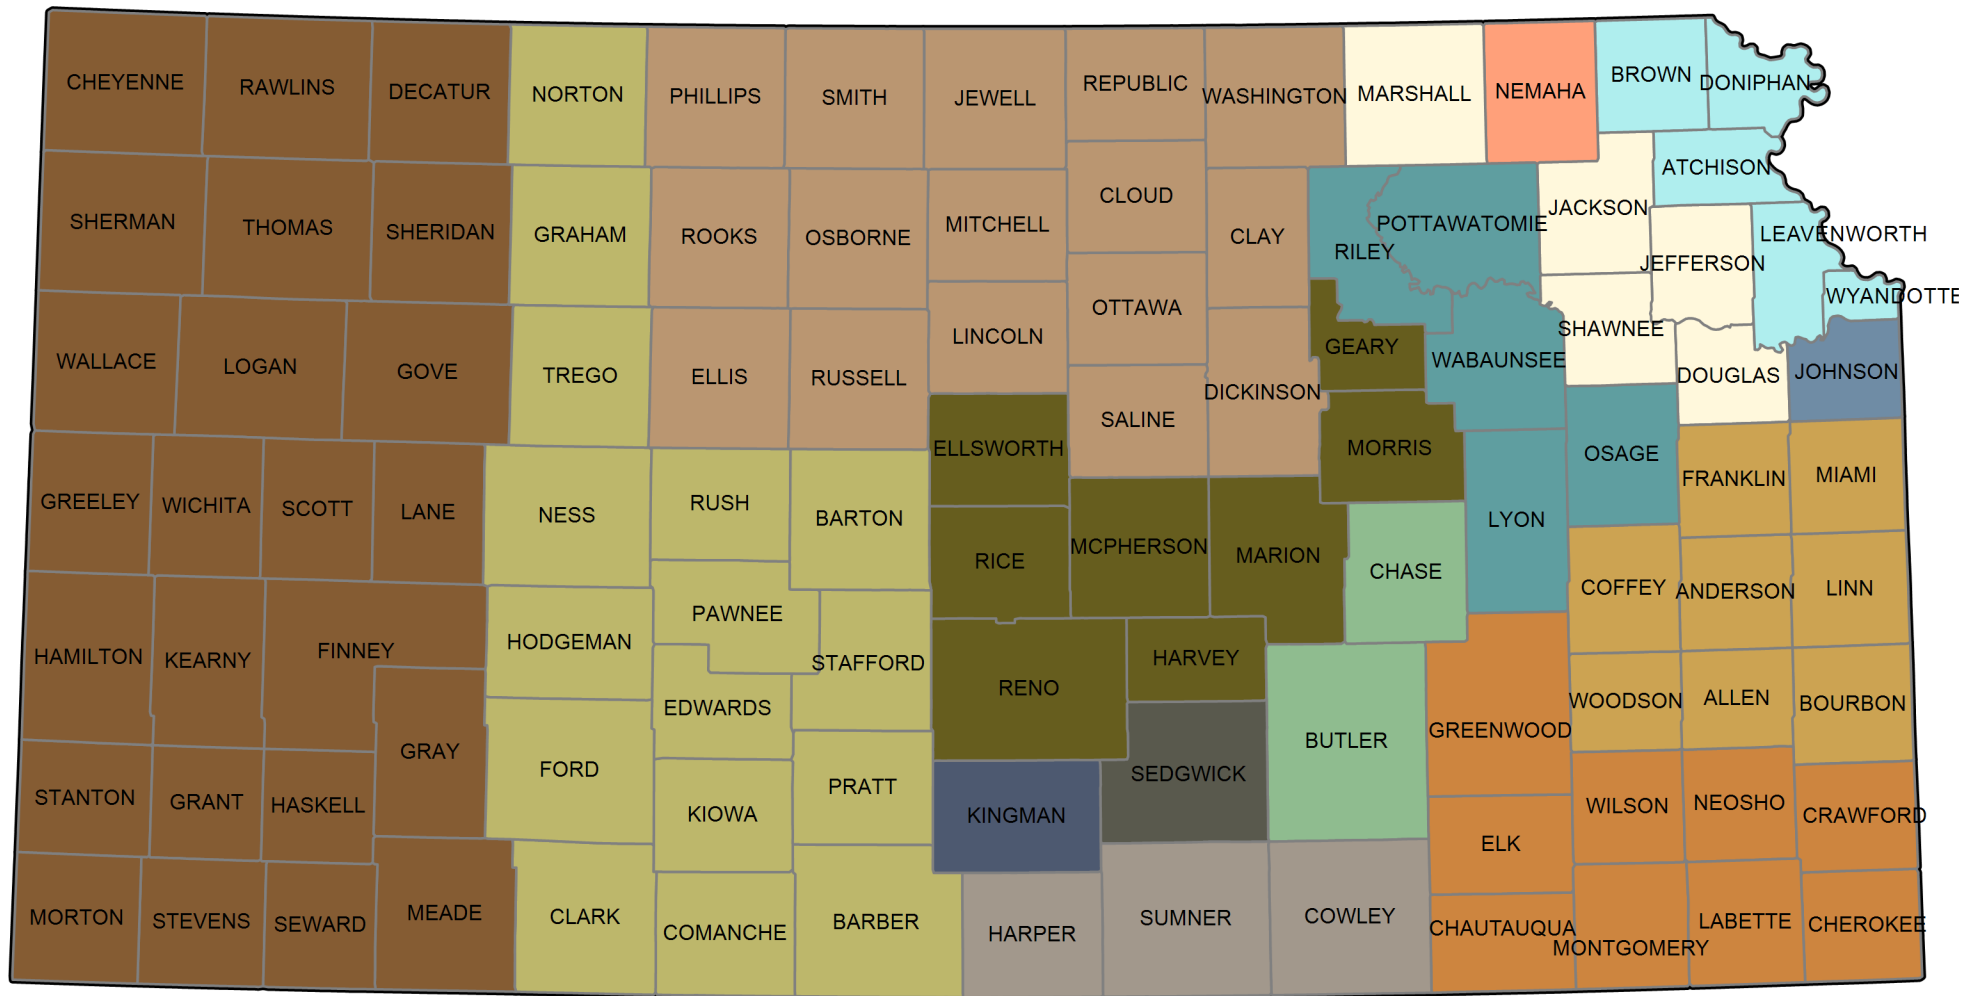 CHEYENNE
RAWLINS
DECATUR
NORTON
PHILLIPS
SMITH
JEWELL
REPUBLIC
WASHINGTON
MARSHALL
NEMAHA
BROWN
DONIPHAN
SHERMAN
THOMAS
SHERIDAN
GRAHAM
ROOKS
OSBORNE
MITCHELL
CLOUD
CLAY
RILEY
POTTAWATOMIE
JACKSON
ATCHISON
JEFFERSON
LEAVENWORTH
WYANDOTTE
WALLACE
LOGAN
GOVE
TREGO
ELLIS
RUSSELL
LINCOLN
OTTAWA
SALINE
DICKINSON
GEARY
WABAUNSEE
SHAWNEE
DOUGLAS
JOHNSON
GREELEY
WICHITA
SCOTT
LANE
NESS
RUSH
BARTON
ELLSWORTH
RICE
MCPHERSON
MARION
MORRIS
CHASE
LYON
OSAGE
FRANKLIN
MIAMI
HAMILTON
KEARNY
FINNEY
HODGEMAN
PAWNEE
STAFFORD
EDWARDS
RENO
HARVEY
COFFEY
ANDERSON
LINN
STANTON
GRANT
HASKELL
GRAY
FORD
KIOWA
PRATT
KINGMAN
SEDGWICK
BUTLER
GREENWOOD
WOODSON
ALLEN
BOURBON
ELK
WILSON
NEOSHO
CRAWFORD
MORTON
STEVENS
SEWARD
MEADE
CLARK
COMANCHE
BARBER
HARPER
SUMNER
COWLEY
CHAUTAUQUA
MONTGOMERY
LABETTE
CHEROKEE